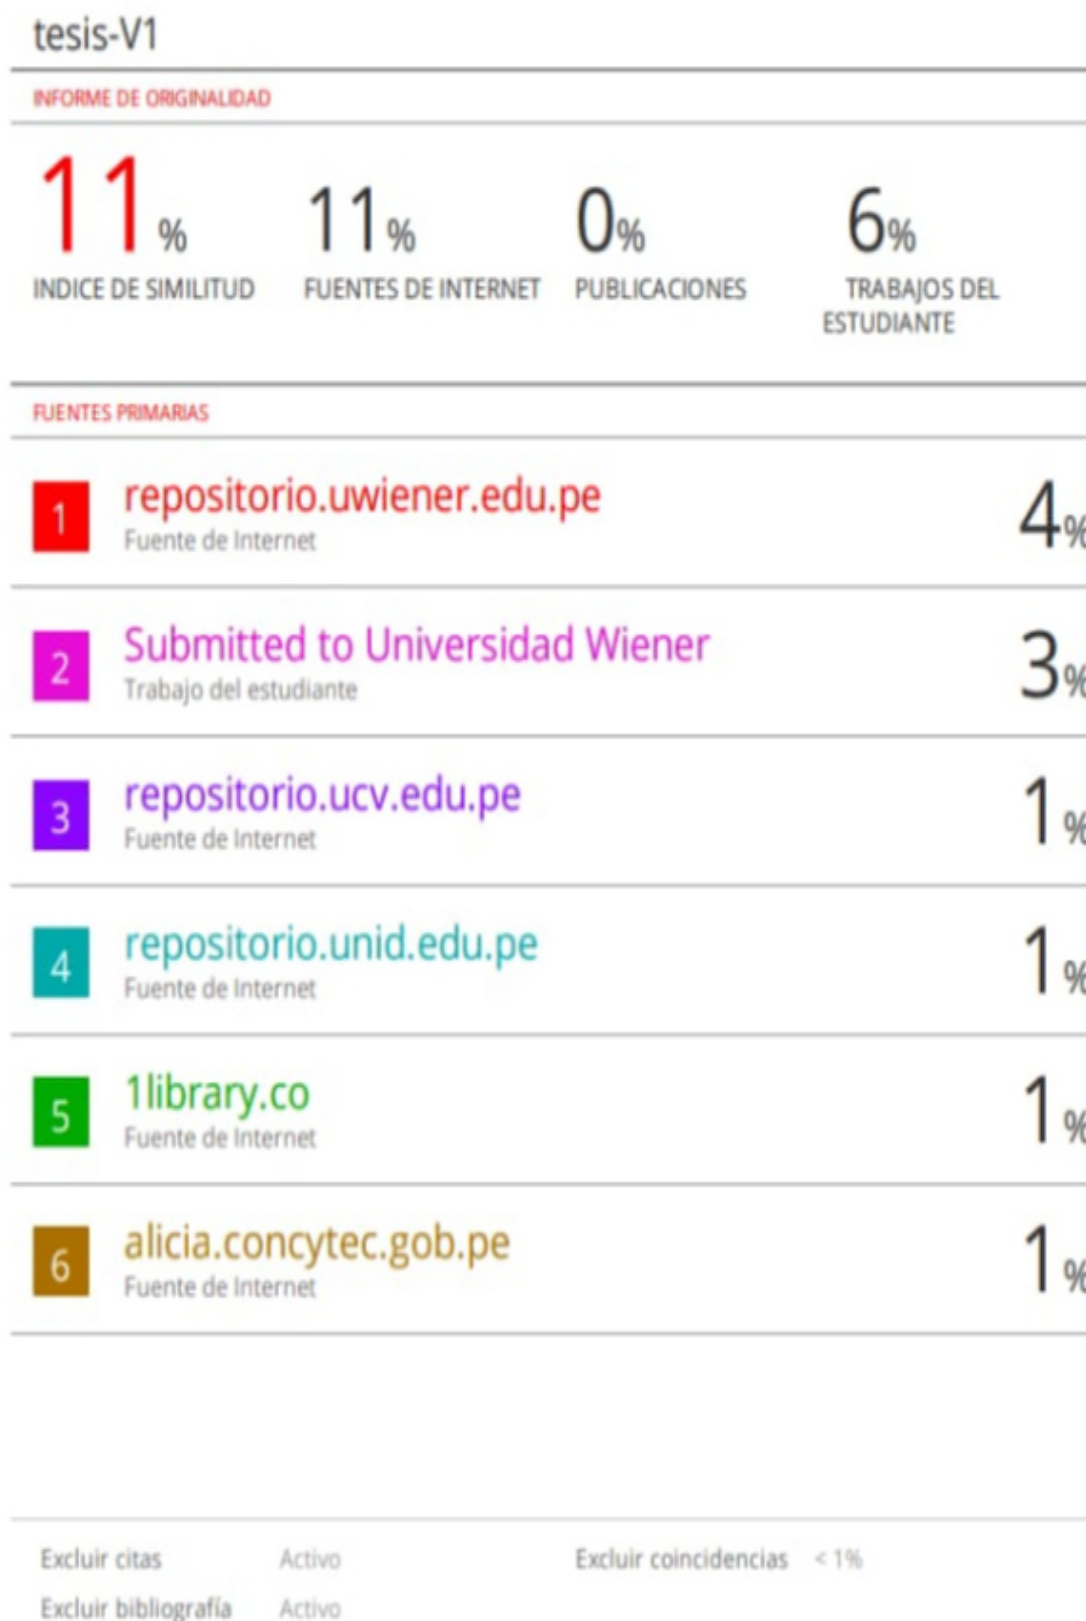 tesis-V1
INFORME DE ORIGINALIDAD
11% 11% 0% 6%
INDICE DE SIMILITUD FUENTES DE INTERNET PUBLICACIONES TRABAJOS DEL
ESTUDIANTE
FUENTES PRIMARIAS
1 repositorio.uwiener.edu.pe 4%
Fuente de Internet
2 Submitted to Universidad Wiener 3%
Trabajo del estudiante
3 repositorio.ucv.edu.pe 1%
Fuente de Internet
4 repositorio.unid.edu.pe 1%
Fuente de Internet
5 1library.co 1%
Fuente de Internet
6 alicia.concytec.gob.pe 1%
Fuente de Internet
Excluir citas Activo Excluir coincidencias < 1%
Excluir bibliografía Activo